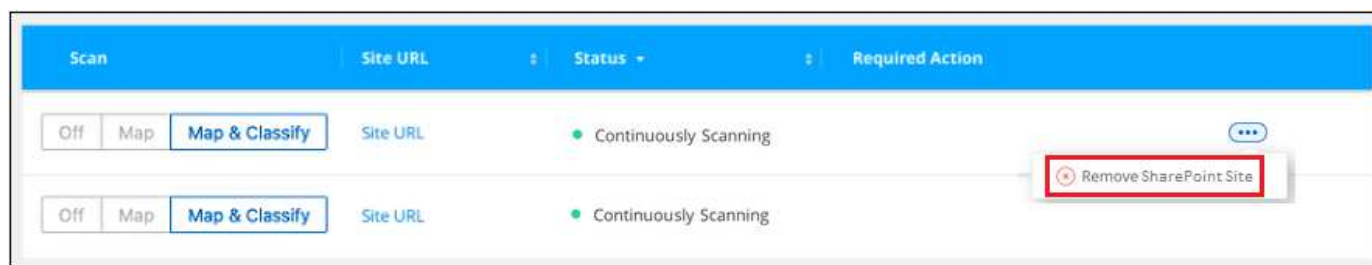 Scan Site URL Status Required Action
Off Map Map & Classify Site URL Continuously Scanning
Remove SharePoint Site
Off Map Map & Classify Site URL Continuously Scanning